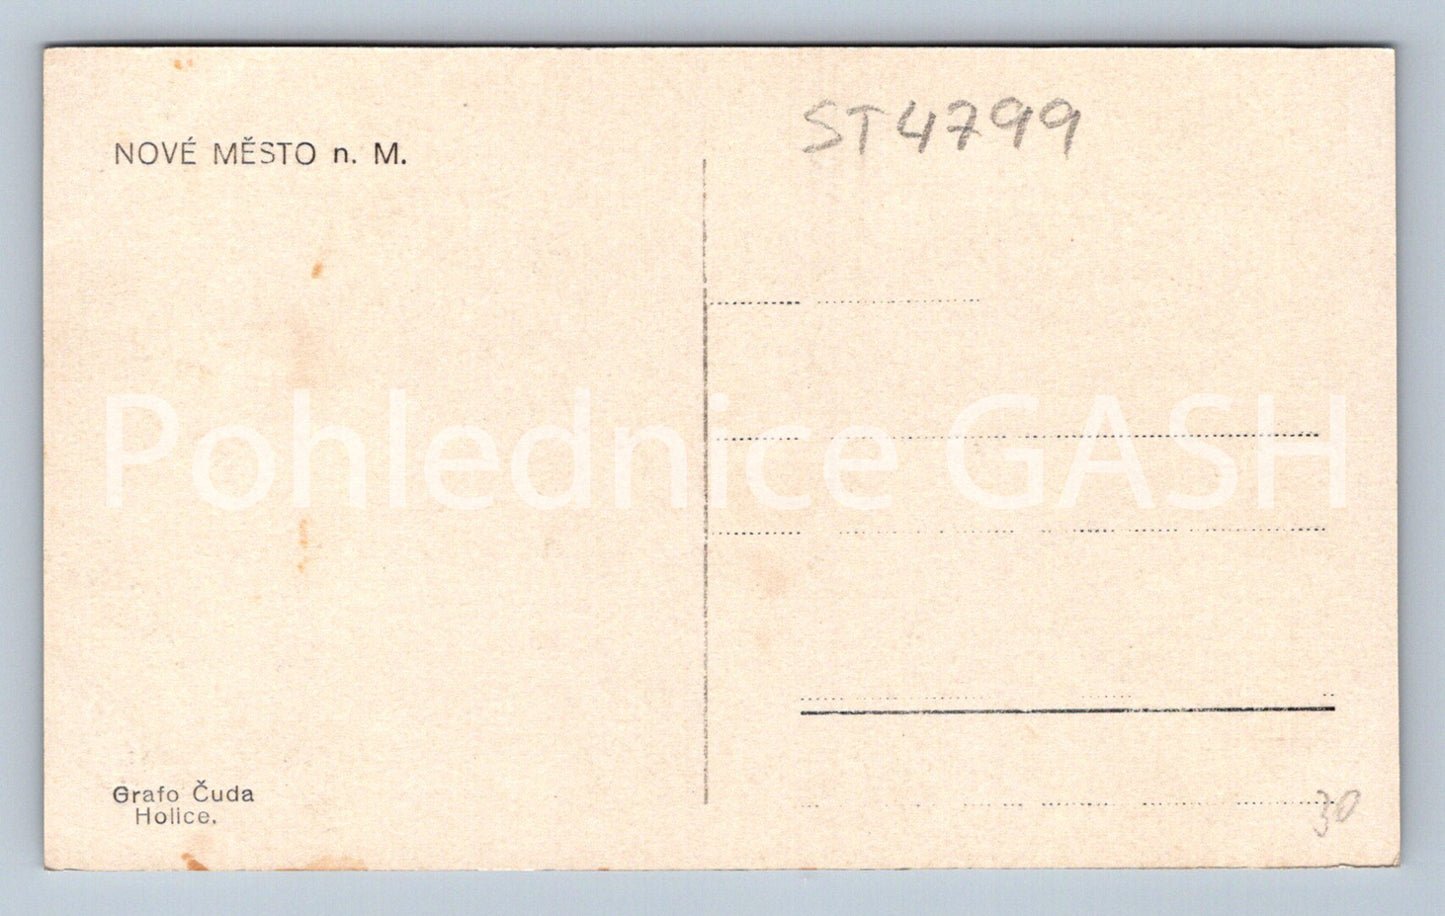 NOVÉ MĚSTO n. M.
ST4799
Pohlednice GASH
Grafo Čuda
Holice.
30